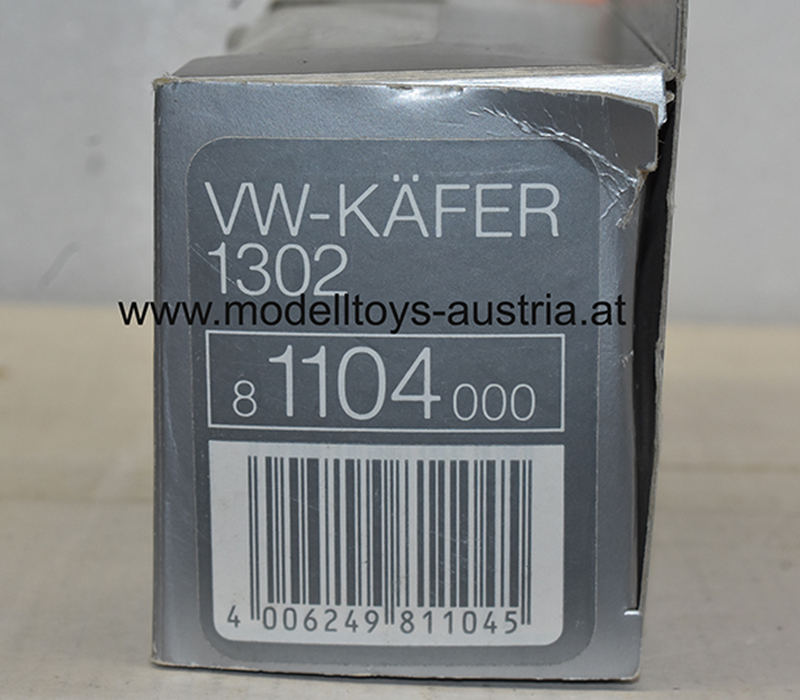 VW-KÄFER
1302
www.modelltoys-austria.at
8 1104 000
4 006249 811045